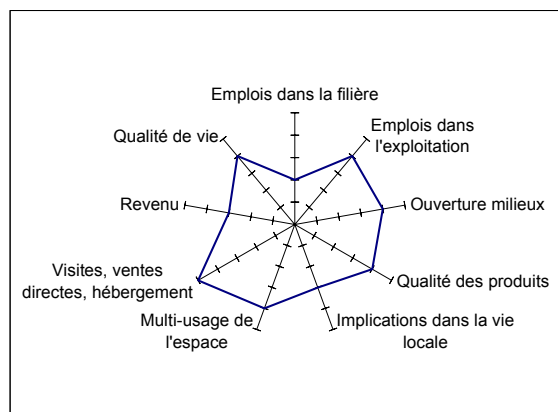 Emplois dans la filière
Emplois dans
l'exploitation
Ouverture milieux
Qualité des produits
Implications dans la vie
locale
Multi-usage de
l'espace
Visites, ventes
directes, hébergement
Revenu
Qualité de vie